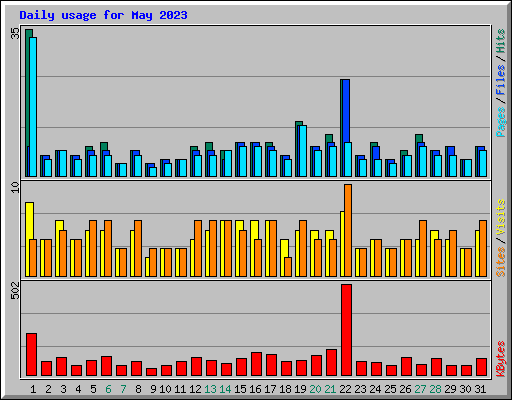 Daily usage for May 2023
35
Pages / Files / Hits
10
Sites / Visits
502
KBytes
1 2 3 4 5 6 7 8 9 10 11 12 13 14 15 16 17 18 19 20 21 22 23 24 25 26 27 28 29 30 31